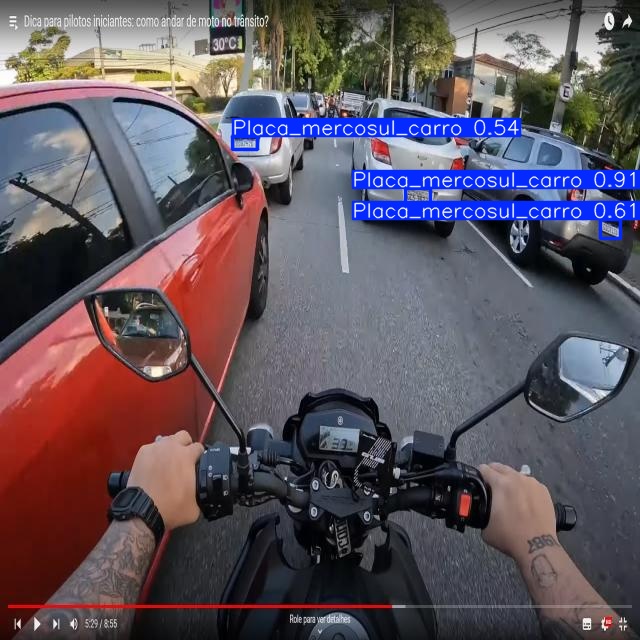 Dica para pilotos iniciantes: como andar de moto no trânsito?
30°C
Placa_mercosul_carro 0.54
Placa_mercosul_carro 0.91
Placa_mercosul_carro 0.61
E
1987
5:29 / 8:55
Role para ver detalhes